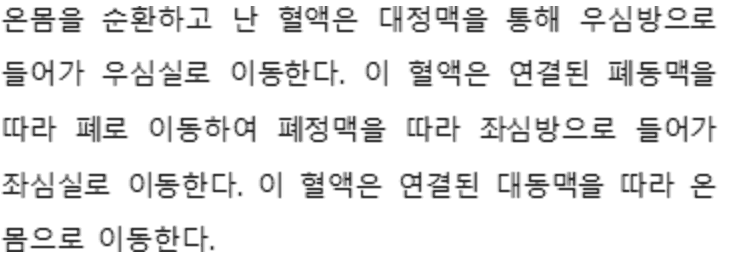 온몸을 순환하고 난 혈액은 대정맥을 통해 우심방으로
들어가 우심실로 이동한다. 이 혈액은 연결된 폐동맥을
따라 폐로 이동하여 폐정맥을 따라 좌심방으로 들어가
좌심실로 이동한다. 이 혈액은 연결된 대동맥을 따라 온
몸으로 이동한다.